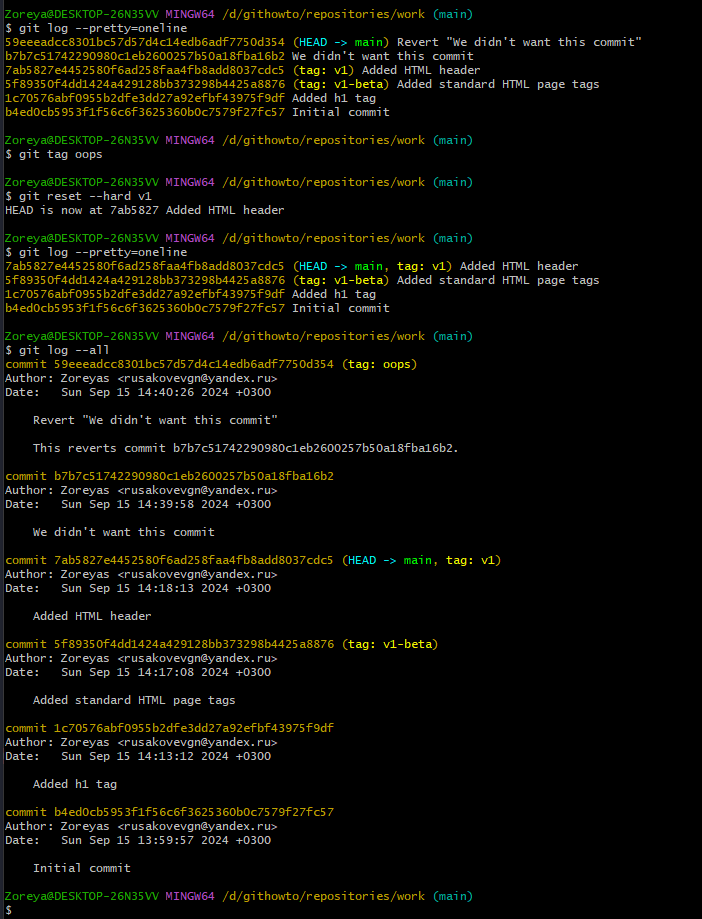 Zoreya@DESKTOP-26N35VV MINGW64 /d/githowto/repositories/work (main)
$ git log --pretty=oneline
59eeeadcc8301bc57d57d4c14edb6adf7750d354 (HEAD -> main) Revert "We didn't want this commit"
b7b7c51742290980c1eb2600257b50a18fba16b2 We didn't want this commit
7ab5827e4452580f6ad258faa4fb8add8037cdc5 (tag: v1) Added HTML header
5f89350f4dd1424a429128bb373298b4425a8876 (tag: v1-beta) Added standard HTML page tags
1c70576abf0955b2dfe3dd27a92efbf43975f9df Added h1 tag
b4ed0cb5953f1f56c6f3625360b0c7579f27fc57 Initial commit
Zoreya@DESKTOP-26N35VV MINGW64 /d/githowto/repositories/work (main)
$ git tag oops
Zoreya@DESKTOP-26N35VV MINGW64 /d/githowto/repositories/work (main)
$ git reset --hard v1
HEAD is now at 7ab5827 Added HTML header
Zoreya@DESKTOP-26N35VV MINGW64 /d/githowto/repositories/work (main)
$ git log --pretty=oneline
7ab5827e4452580f6ad258faa4fb8add8037cdc5 (HEAD -> main, tag: v1) Added HTML header
5f89350f4dd1424a429128bb373298b4425a8876 (tag: v1-beta) Added standard HTML page tags
1c70576abf0955b2dfe3dd27a92efbf43975f9df Added h1 tag
b4ed0cb5953f1f56c6f3625360b0c7579f27fc57 Initial commit
Zoreya@DESKTOP-26N35VV MINGW64 /d/githowto/repositories/work (main)
$ git log --all
commit 59eeeadcc8301bc57d57d4c14edb6adf7750d354 (tag: oops)
Author: Zoreyas <rusakovevgn@yandex.ru>
Date:   Sun Sep 15 14:40:26 2024 +0300
    Revert "We didn't want this commit"
    This reverts commit b7b7c51742290980c1eb2600257b50a18fba16b2.
commit b7b7c51742290980c1eb2600257b50a18fba16b2
Author: Zoreyas <rusakovevgn@yandex.ru>
Date:   Sun Sep 15 14:39:58 2024 +0300
    We didn't want this commit
commit 7ab5827e4452580f6ad258faa4fb8add8037cdc5 (HEAD -> main, tag: v1)
Author: Zoreyas <rusakovevgn@yandex.ru>
Date:   Sun Sep 15 14:18:13 2024 +0300
    Added HTML header
commit 5f89350f4dd1424a429128bb373298b4425a8876 (tag: v1-beta)
Author: Zoreyas <rusakovevgn@yandex.ru>
Date:   Sun Sep 15 14:17:08 2024 +0300
    Added standard HTML page tags
commit 1c70576abf0955b2dfe3dd27a92efbf43975f9df
Author: Zoreyas <rusakovevgn@yandex.ru>
Date:   Sun Sep 15 14:13:12 2024 +0300
    Added h1 tag
commit b4ed0cb5953f1f56c6f3625360b0c7579f27fc57
Author: Zoreyas <rusakovevgn@yandex.ru>
Date:   Sun Sep 15 13:59:57 2024 +0300
    Initial commit
Zoreya@DESKTOP-26N35VV MINGW64 /d/githowto/repositories/work (main)
$